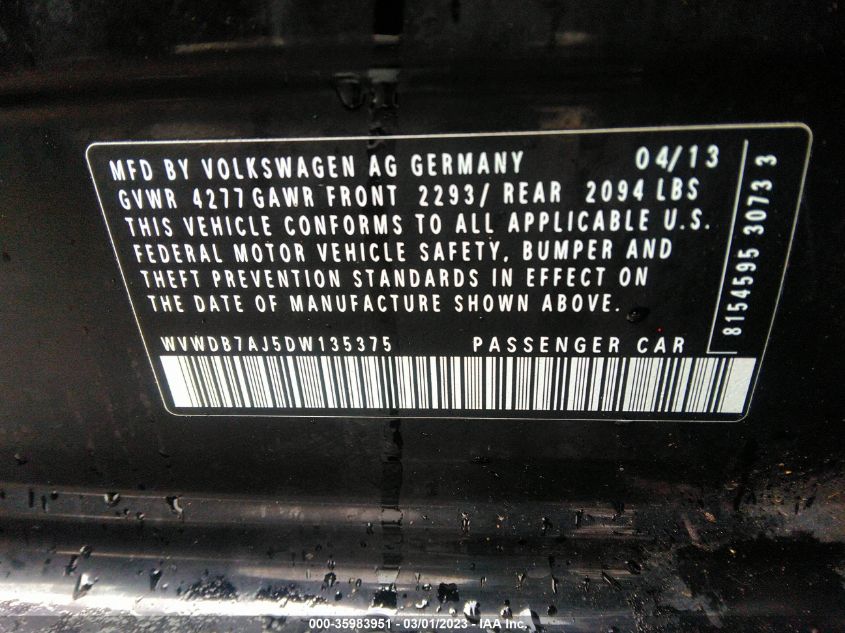 MFD BY VOLKSWAGEN AG GERMANY 04/13
GVWR 4277 GAWR FRONT 2293/ REAR 2094 LBS
THIS VEHICLE CONFORMS TO ALL APPLICABLE U.S.
FEDERAL MOTOR VEHICLE SAFETY, BUMPER AND
THEFT PREVENTION STANDARDS IN EFFECT ON
THE DATE OF MANUFACTURE SHOWN ABOVE.
WVWDB7AJ5DW135375 PASSENGER CAR
8154595 3073 3
000-35983951 - 03/01/2023 - IAA Inc.